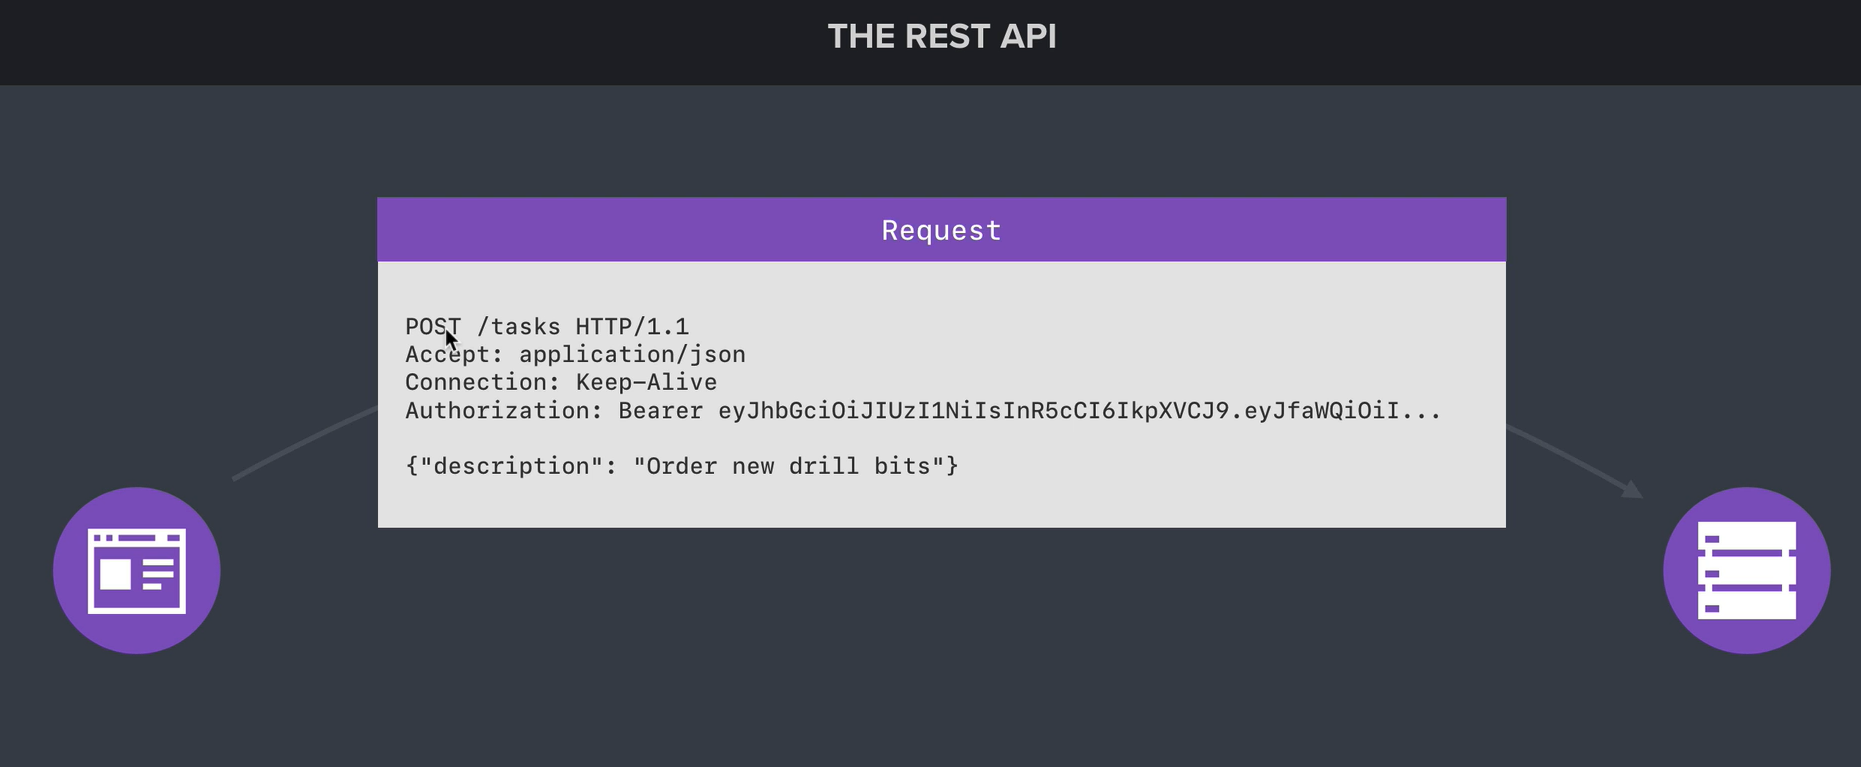 THE REST API
Request
POST /tasks HTTP/1.1
Accept: application/json
Connection: Keep-Alive
Authorization: Bearer eyJhbGciOiJIUzI1NiIsInR5cCI6IkpXVCJ9.eyJfaWQiOiI...
{"description": "Order new drill bits"}